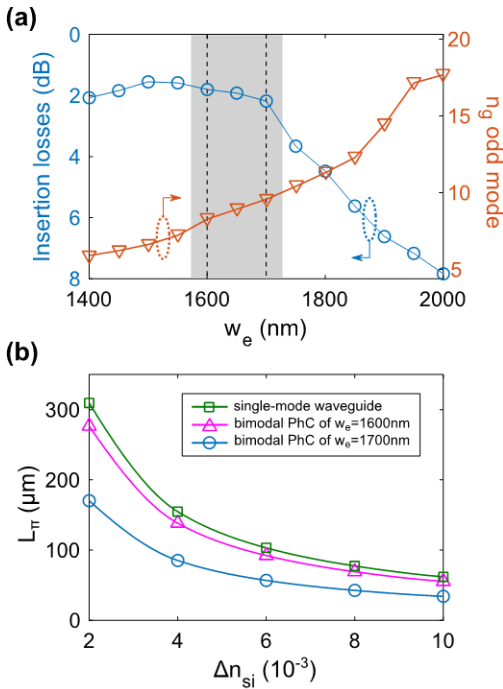 (a)
0
2
4
6
8
Insertion losses (dB)
20
15
10
5
n_g odd mode
1400 1600 1800 2000
w_e (nm)
(b)
300
200
100
0
L_π (μm)
single-mode waveguide
bimodal PhC of w_e=1600nm
bimodal PhC of w_e=1700nm
2 4 6 8 10
Δn_si (10⁻³)